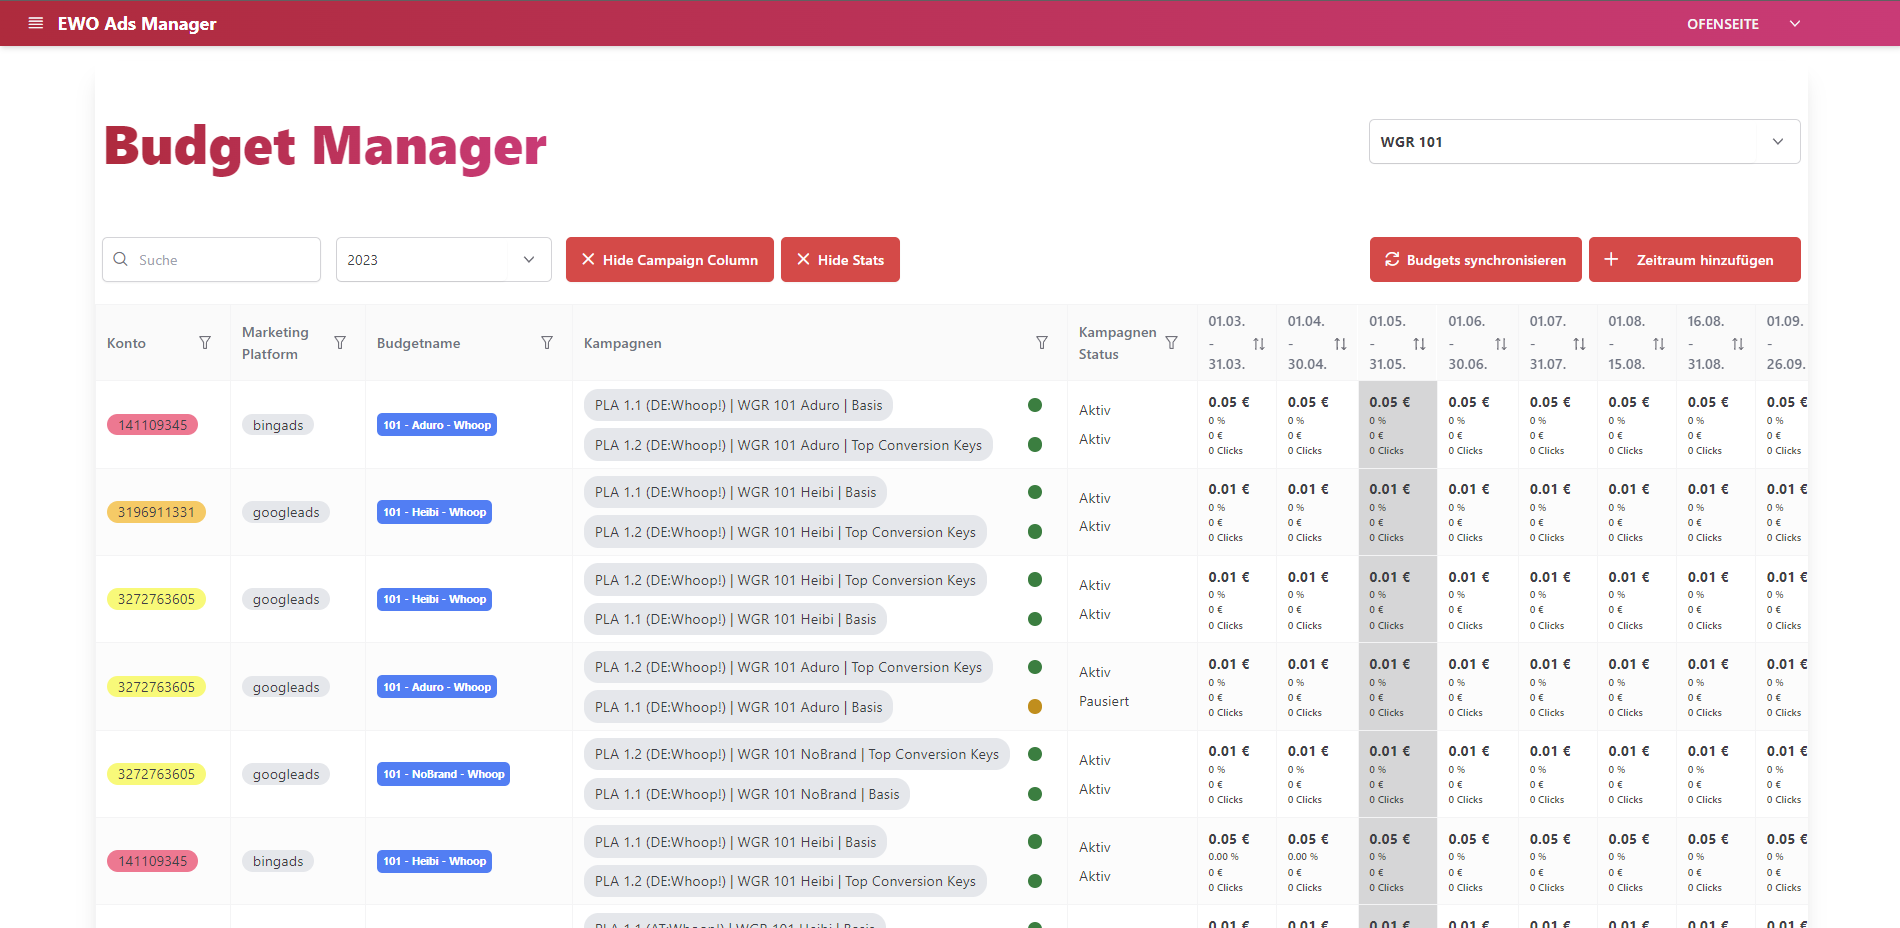 EWO Ads Manager
OFENSEITE
Budget Manager
WGR 101
Suche
2023
Hide Campaign Column
Hide Stats
Budgets synchronisieren
Zeitraum hinzufügen
Konto
Marketing Platform
Budgetname
Kampagnen
Kampagnen Status
01.03. - 31.03.
01.04. - 30.04.
01.05. - 31.05.
01.06. - 30.06.
01.07. - 31.07.
01.08. - 15.08.
16.08. - 31.08.
01.09. - 26.09.
141109345
bingads
101 - Aduro - Whoop
PLA 1.1 (DE:Whoop!) | WGR 101 Aduro | Basis
PLA 1.2 (DE:Whoop!) | WGR 101 Aduro | Top Conversion Keys
Aktiv
Aktiv
0.05 € 0.05 € 0.05 € 0.05 € 0.05 € 0.05 € 0.05 € 0.05 €
0 % 0 % 0 % 0 % 0 % 0 % 0 % 0 %
0 € 0 € 0 € 0 € 0 € 0 € 0 € 0 €
0 Clicks 0 Clicks 0 Clicks 0 Clicks 0 Clicks 0 Clicks 0 Clicks 0 Clicks
3196911331
googleads
101 - Heibi - Whoop
PLA 1.1 (DE:Whoop!) | WGR 101 Heibi | Basis
PLA 1.2 (DE:Whoop!) | WGR 101 Heibi | Top Conversion Keys
Aktiv
Aktiv
0.01 € 0.01 € 0.01 € 0.01 € 0.01 € 0.01 € 0.01 € 0.01 €
0 % 0 % 0 % 0 % 0 % 0 % 0 % 0 %
0 € 0 € 0 € 0 € 0 € 0 € 0 € 0 €
0 Clicks 0 Clicks 0 Clicks 0 Clicks 0 Clicks 0 Clicks 0 Clicks 0 Clicks
3272763605
googleads
101 - Heibi - Whoop
PLA 1.2 (DE:Whoop!) | WGR 101 Heibi | Top Conversion Keys
PLA 1.1 (DE:Whoop!) | WGR 101 Heibi | Basis
Aktiv
Aktiv
0.01 € 0.01 € 0.01 € 0.01 € 0.01 € 0.01 € 0.01 € 0.01 €
0 % 0 % 0 % 0 % 0 % 0 % 0 % 0 %
0 € 0 € 0 € 0 € 0 € 0 € 0 € 0 €
0 Clicks 0 Clicks 0 Clicks 0 Clicks 0 Clicks 0 Clicks 0 Clicks 0 Clicks
3272763605
googleads
101 - Aduro - Whoop
PLA 1.2 (DE:Whoop!) | WGR 101 Aduro | Top Conversion Keys
PLA 1.1 (DE:Whoop!) | WGR 101 Aduro | Basis
Aktiv
Pausiert
0.01 € 0.01 € 0.01 € 0.01 € 0.01 € 0.01 € 0.01 € 0.01 €
0 % 0 % 0 % 0 % 0 % 0 % 0 % 0 %
0 € 0 € 0 € 0 € 0 € 0 € 0 € 0 €
0 Clicks 0 Clicks 0 Clicks 0 Clicks 0 Clicks 0 Clicks 0 Clicks 0 Clicks
3272763605
googleads
101 - NoBrand - Whoop
PLA 1.2 (DE:Whoop!) | WGR 101 NoBrand | Top Conversion Keys
PLA 1.1 (DE:Whoop!) | WGR 101 NoBrand | Basis
Aktiv
Aktiv
0.01 € 0.01 € 0.01 € 0.01 € 0.01 € 0.01 € 0.01 € 0.01 €
0 % 0 % 0 % 0 % 0 % 0 % 0 % 0 %
0 € 0 € 0 € 0 € 0 € 0 € 0 € 0 €
0 Clicks 0 Clicks 0 Clicks 0 Clicks 0 Clicks 0 Clicks 0 Clicks 0 Clicks
141109345
bingads
101 - Heibi - Whoop
PLA 1.1 (DE:Whoop!) | WGR 101 Heibi | Basis
PLA 1.2 (DE:Whoop!) | WGR 101 Heibi | Top Conversion Keys
Aktiv
Aktiv
0.05 € 0.05 € 0.05 € 0.05 € 0.05 € 0.05 € 0.05 € 0.05 €
0.00 % 0.00 % 0 % 0 % 0 % 0 % 0 % 0 %
0 € 0 € 0 € 0 € 0 € 0 € 0 € 0 €
0 Clicks 0 Clicks 0 Clicks 0 Clicks 0 Clicks 0 Clicks 0 Clicks 0 Clicks
PLA 1.1 (AT:Whoop!) | WGR 101 Heibi | Basis
0.01 € 0.01 € 0.01 € 0.01 € 0.01 € 0.01 € 0.01 € 0.01 €